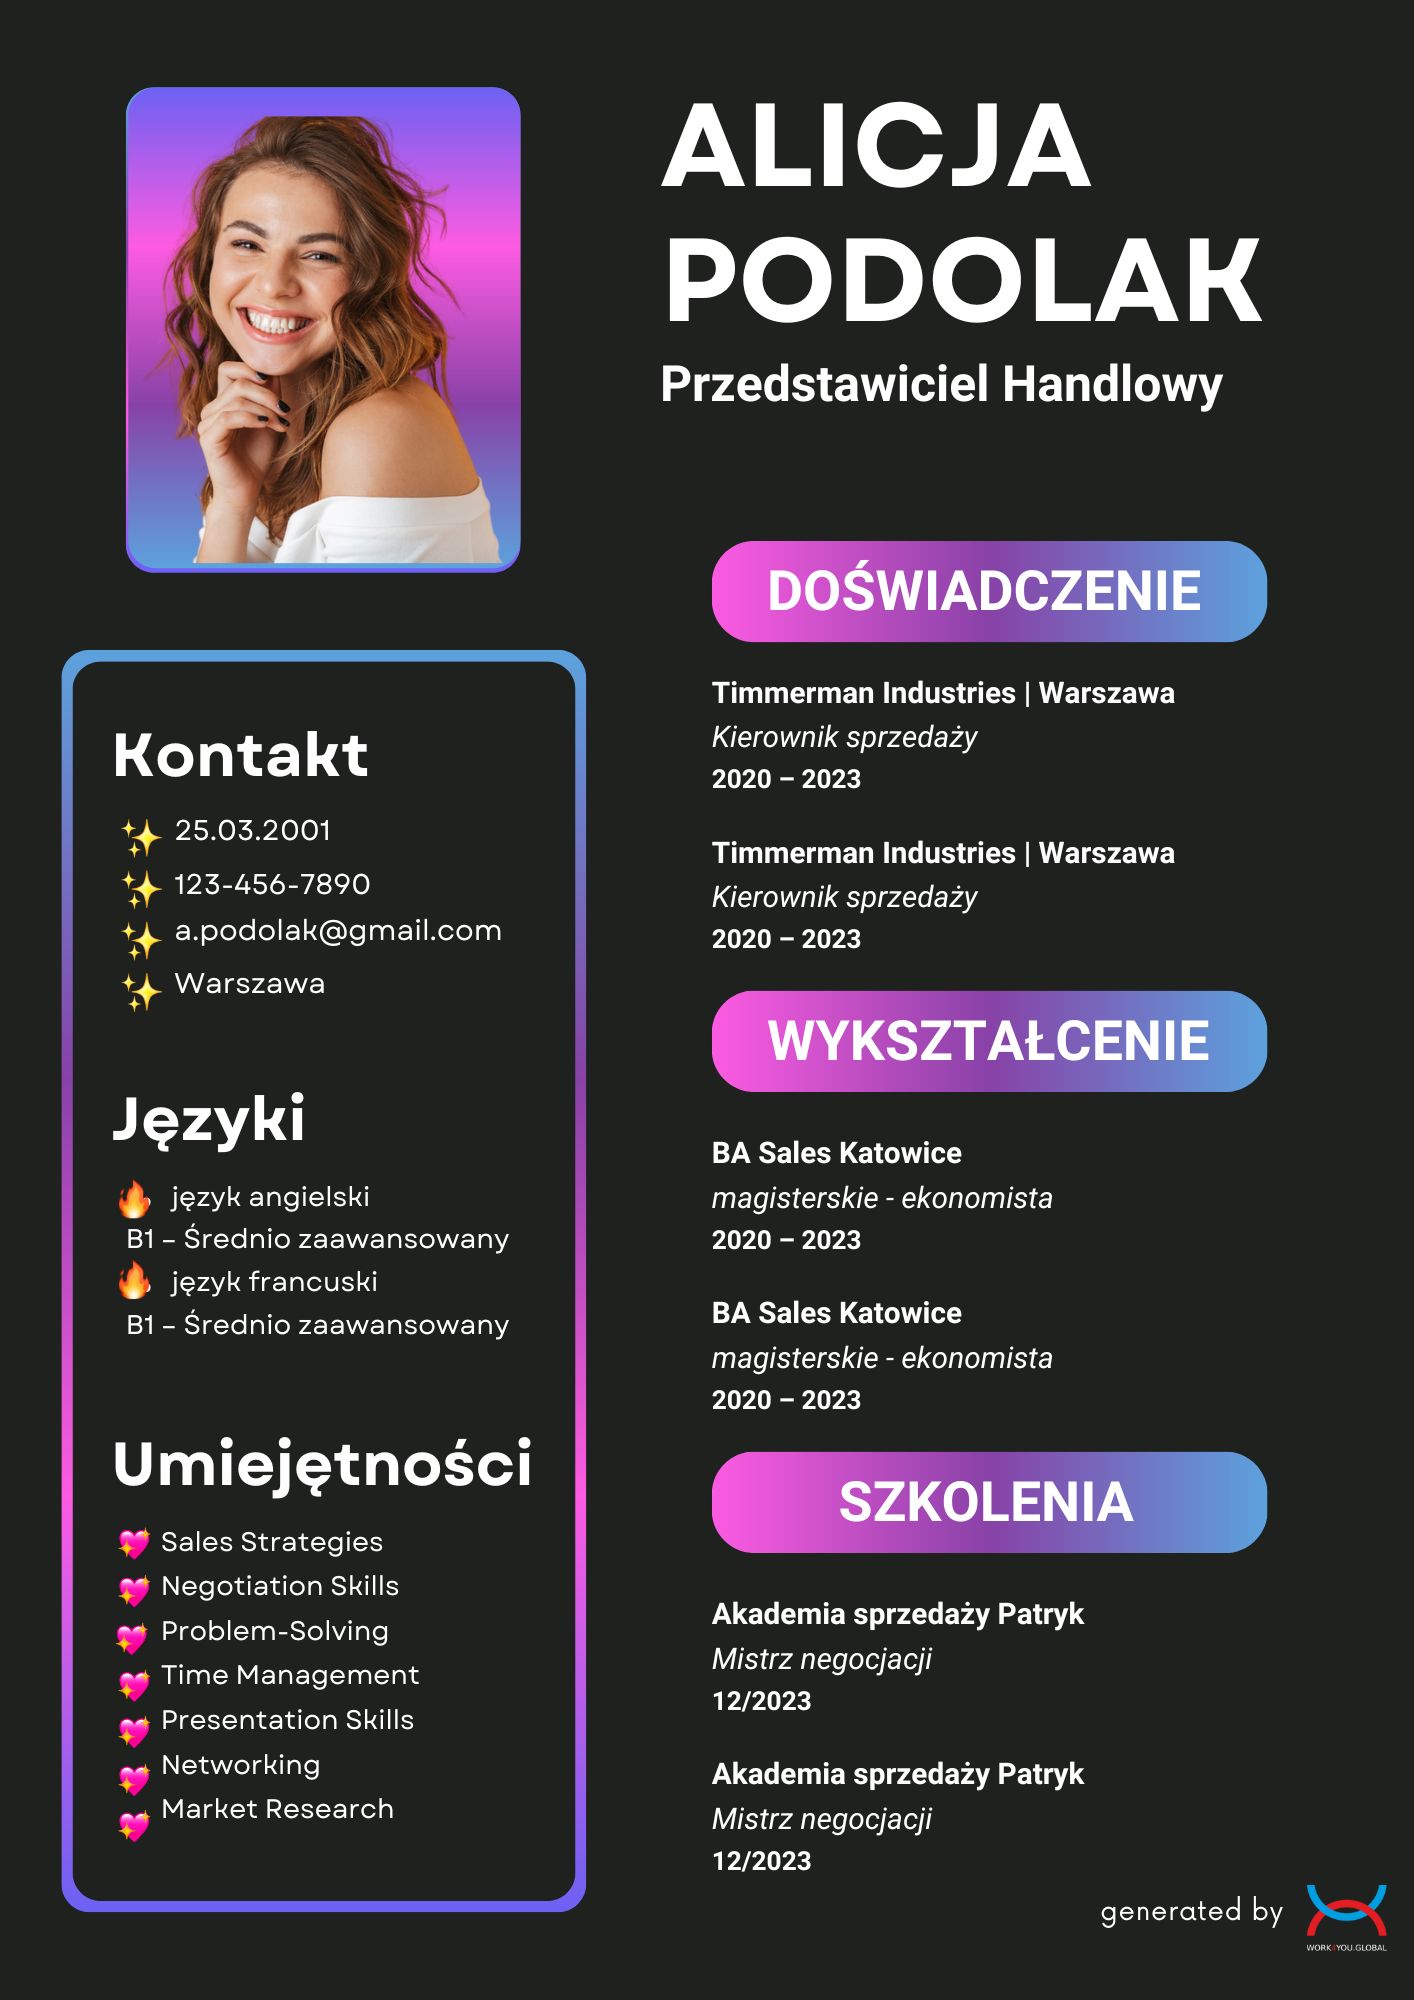 ALICJA
PODOLAK
Przedstawiciel Handlowy
Kontakt
25.03.2001
123-456-7890
a.podolak@gmail.com
Warszawa
Języki
język angielski
B1 – Średnio zaawansowany
język francuski
B1 – Średnio zaawansowany
Umiejętności
Sales Strategies
Negotiation Skills
Problem-Solving
Time Management
Presentation Skills
Networking
Market Research
DOŚWIADCZENIE
Timmerman Industries | Warszawa
Kierownik sprzedaży
2020 – 2023
Timmerman Industries | Warszawa
Kierownik sprzedaży
2020 – 2023
WYKSZTAŁCENIE
BA Sales Katowice
magisterskie - ekonomista
2020 – 2023
BA Sales Katowice
magisterskie - ekonomista
2020 – 2023
SZKOLENIA
Akademia sprzedaży Patryk
Mistrz negocjacji
12/2023
Akademia sprzedaży Patryk
Mistrz negocjacji
12/2023
generated by
WORK4YOU.GLOBAL